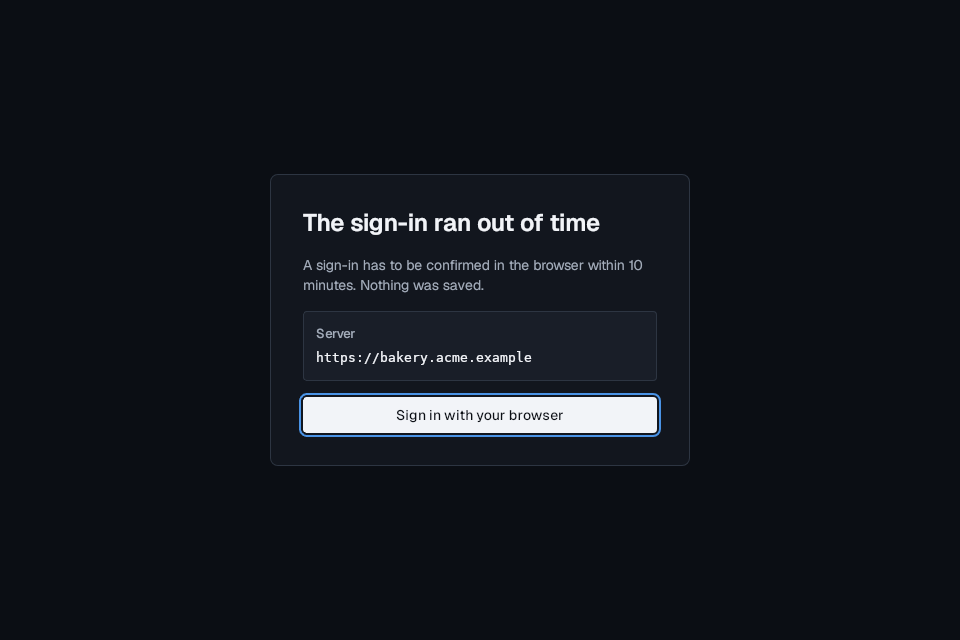 The sign-in ran out of time
A sign-in has to be confirmed in the browser within 10
minutes. Nothing was saved.
Server
https://bakery.acme.example
Sign in with your browser